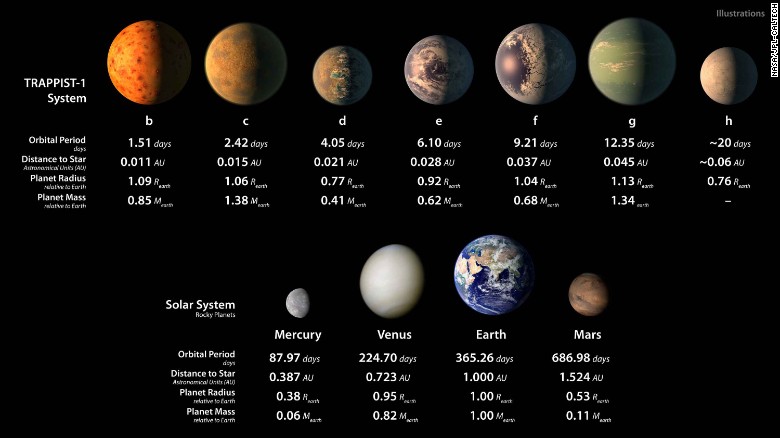 Illustrations
NASA/JPL-CALTECH
TRAPPIST-1
System
b c d e f g h
Orbital Period 1.51 days 2.42 days 4.05 days 6.10 days 9.21 days 12.35 days ~20 days
days
Distance to Star 0.011 AU 0.015 AU 0.021 AU 0.028 AU 0.037 AU 0.045 AU ~0.06 AU
Astronomical Units (AU)
Planet Radius 1.09 Rearth 1.06 Rearth 0.77 Rearth 0.92 Rearth 1.04 Rearth 1.13 Rearth 0.76 Rearth
relative to Earth
Planet Mass 0.85 Mearth 1.38 Mearth 0.41 Mearth 0.62 Mearth 0.68 Mearth 1.34 earth –
relative to Earth
Solar System
Rocky Planets
Mercury Venus Earth Mars
Orbital Period 87.97 days 224.70 days 365.26 days 686.98 days
days
Distance to Star 0.387 AU 0.723 AU 1.000 AU 1.524 AU
Astronomical Units (AU)
Planet Radius 0.38 Rearth 0.95 Rearth 1.00 Rearth 0.53 Rearth
relative to Earth
Planet Mass 0.06 Mearth 0.82 Mearth 1.00 Mearth 0.11 Mearth
relative to Earth